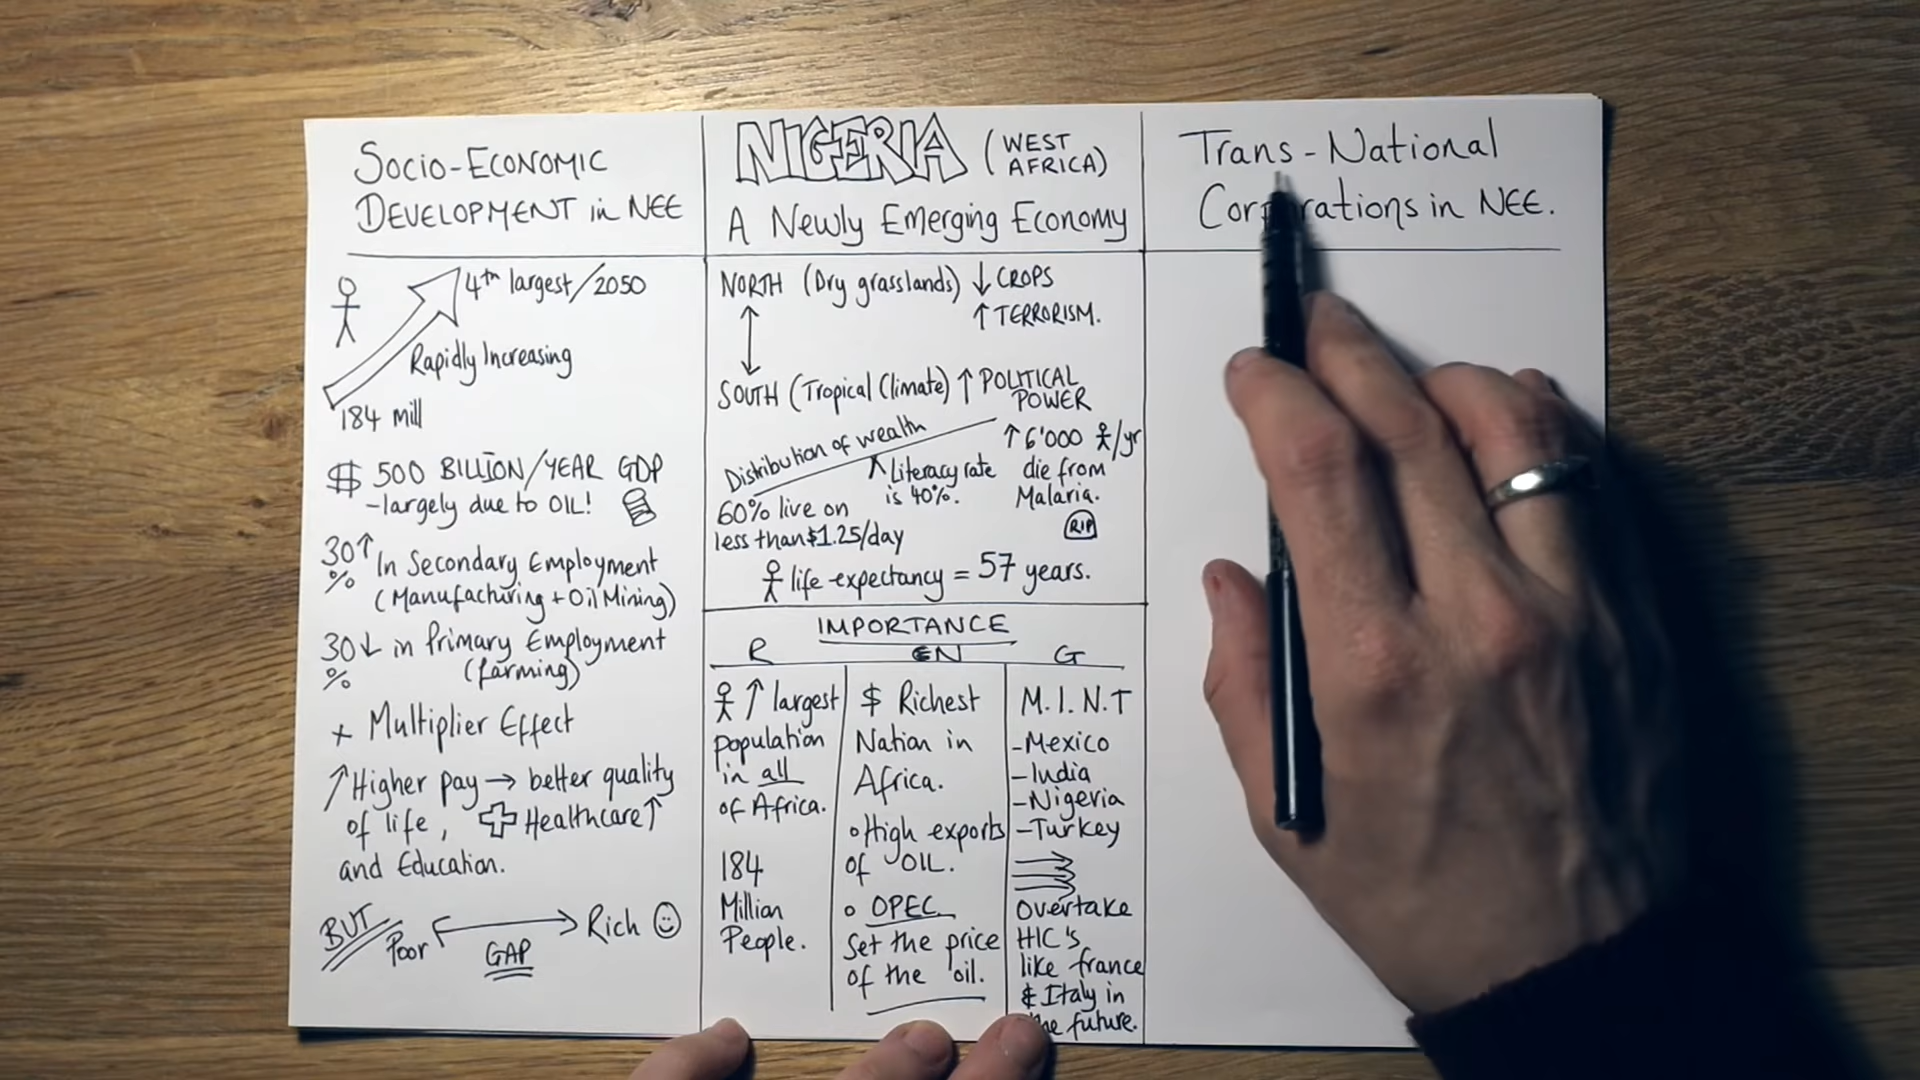 SOCIO-ECONOMIC
DEVELOPMENT in NEE
4th largest/2050
Rapidly Increasing
184 mill
$ 500 BILLION/YEAR GDP
-largely due to OIL!
30%↑ In Secondary Employment
(Manufacturing + Oil Mining)
30%↓ in Primary Employment
(farming)
x Multiplier Effect
↑Higher pay → better quality
of life, Healthcare↑
and Education.
BUT Poor Rich
GAP
NIGERIA (WEST
AFRICA)
A Newly Emerging Economy
NORTH (Dry grasslands) ↓ CROPS
↑ TERRORISM.
SOUTH (Tropical Climate) ↑ POLITICAL
POWER
Distribution of wealth
60% live on
less than $1.25/day
Literacy rate
is 40%.
↑ 6'000 /yr
die from
Malaria.
RIP
life expectancy = 57 years.
IMPORTANCE
R
↑ largest
population
in all
of Africa.
184
Million
People.
EN
$ Richest
Nation in
Africa.
• High exports
of OIL.
• OPEC
Set the price
of the oil.
G
M.I.N.T
-Mexico
-India
-Nigeria
-Turkey
Overtake
HIC's
like france
& Italy in
the future.
Trans-National
Corporations in NEE.